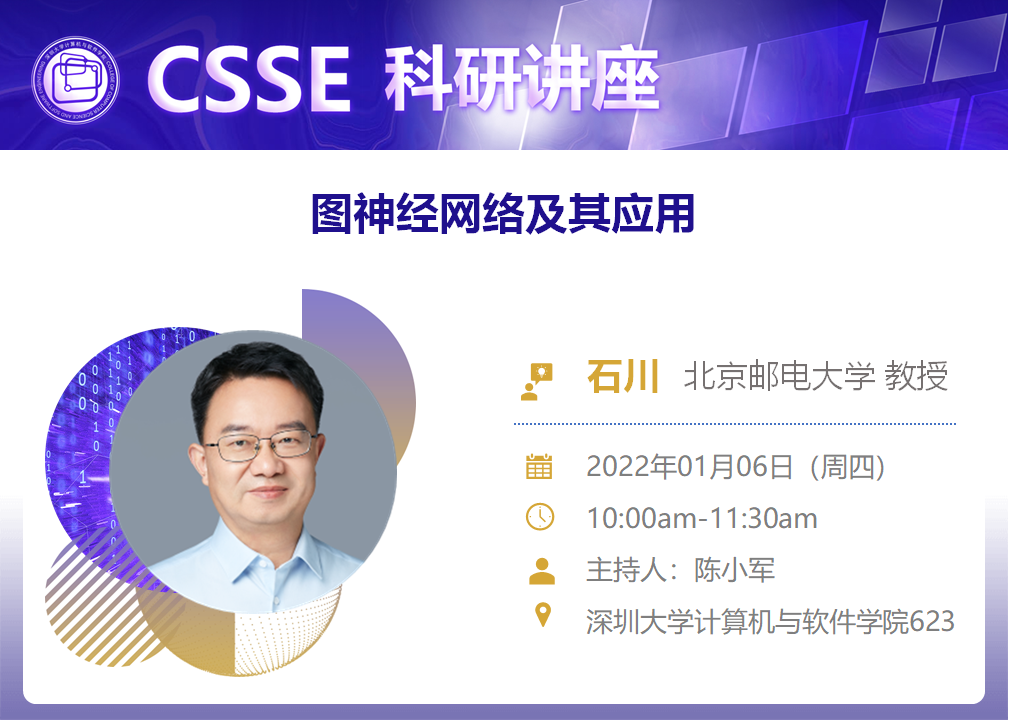 CSSE 科研讲座
图神经网络及其应用
石川 北京邮电大学 教授
2022年01月06日（周四）
10:00am-11:30am
主持人：陈小军
深圳大学计算机与软件学院623